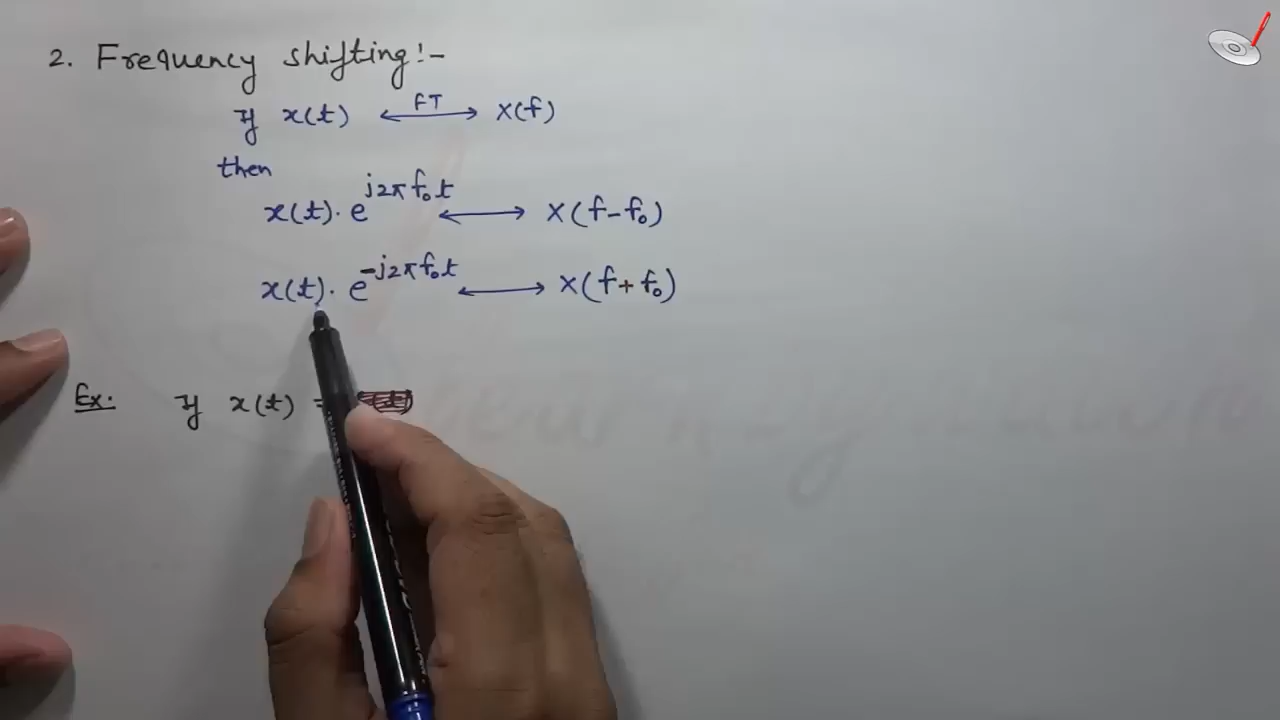 2. Frequency shifting:-
If x(t) <--FT--> X(f)
then
x(t). e^{j2πf₀t} <--> X(f-f₀)
x(t). e^{-j2πf₀t} <--> X(f+f₀)
Ex. If x(t) =